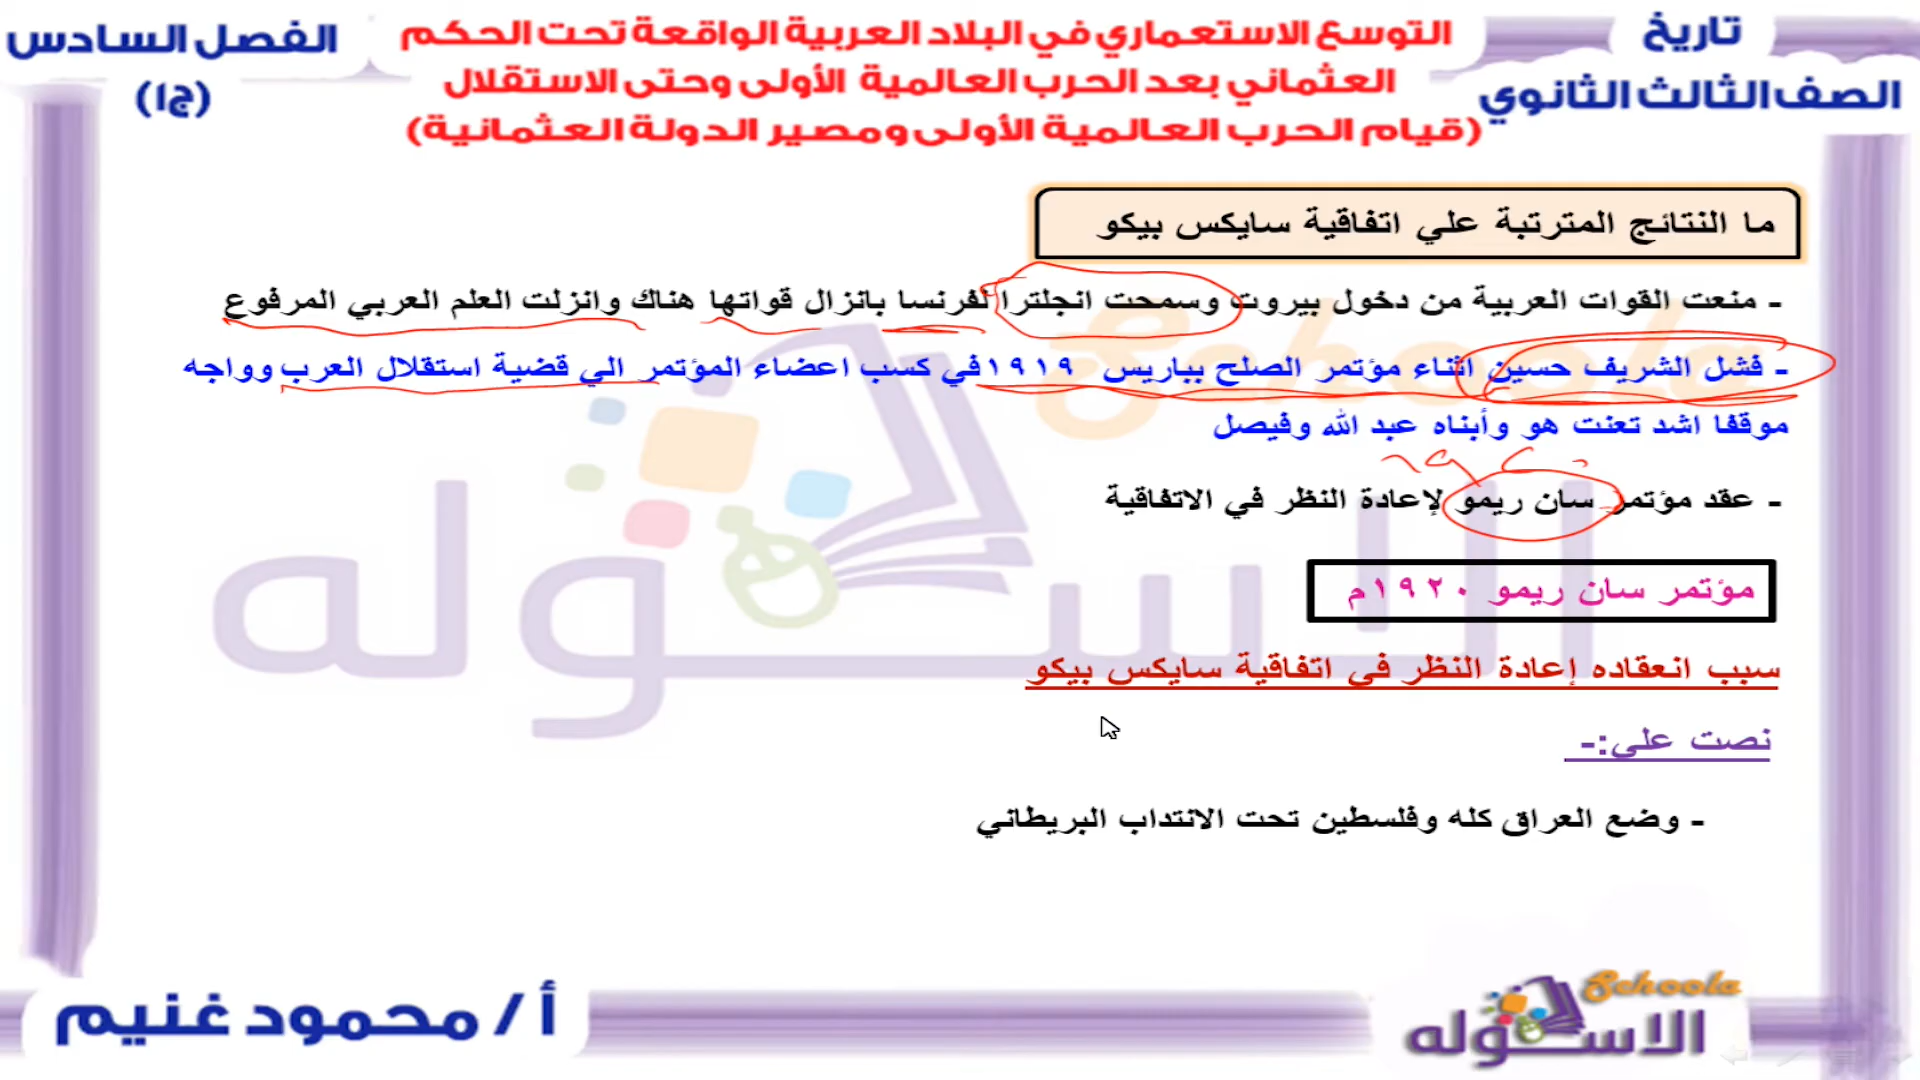 تاريخ
الصف الثالث الثانوي
التوسع الاستعماري في البلاد العربية الواقعة تحت الحكم
العثماني بعد الحرب العالمية الأولى وحتى الاستقلال
(قيام الحرب العالمية الأولى ومصير الدولة العثمانية)
الفصل السادس
(ج١)
ما النتائج المترتبة علي اتفاقية سايكس بيكو
- منعت القوات العربية من دخول بيروت وسمحت انجلترا لفرنسا بانزال قواتها هناك وانزلت العلم العربي المرفوع
- فشل الشريف حسين اثناء مؤتمر الصلح بباريس ١٩١٩في كسب اعضاء المؤتمر الي قضية استقلال العرب وواجه
موقفا اشد تعنت هو وأبناه عبد الله وفيصل
- عقد مؤتمر سان ريمو لإعادة النظر في الاتفاقية
مؤتمر سان ريمو ١٩٢٠م
سبب انعقاده إعادة النظر في اتفاقية سايكس بيكو
نصت علي:-
- وضع العراق كله وفلسطين تحت الانتداب البريطاني
أ / محمود غنيم
Schoola
الاسكوله
Schoola
الاسكوله